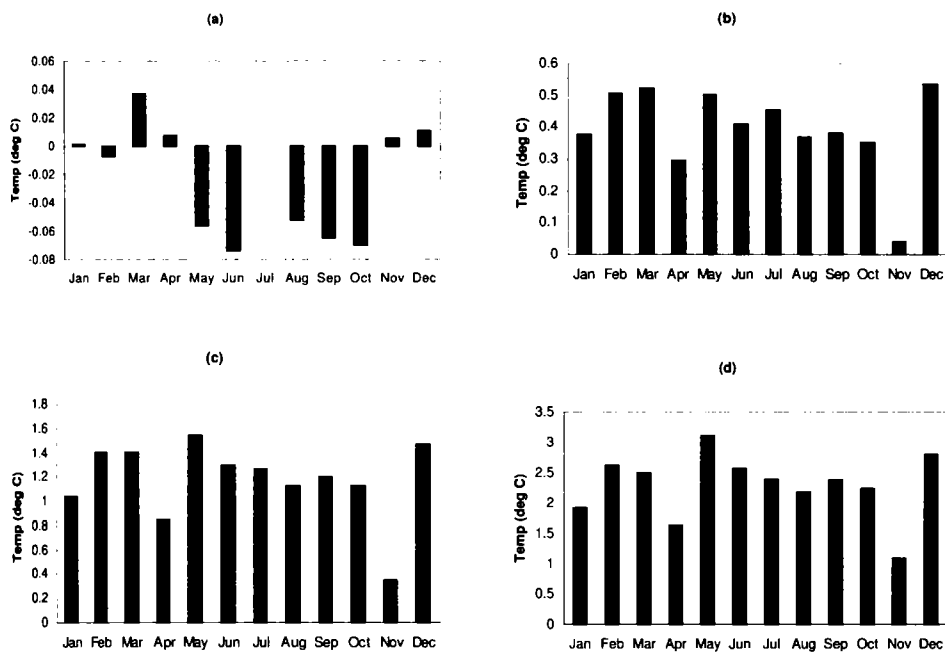 (a)
Temp (deg C)
0.06
0.04
0.02
0
-0.02
-0.04
-0.06
-0.08
Jan Feb Mar Apr May Jun Jul Aug Sep Oct Nov Dec
(b)
Temp (deg C)
0.6
0.5
0.4
0.3
0.2
0.1
0
Jan Feb Mar Apr May Jun Jul Aug Sep Oct Nov Dec
(c)
Temp (deg C)
1.8
1.6
1.4
1.2
1
0.8
0.6
0.4
0.2
0
Jan Feb Mar Apr May Jun Jul Aug Sep Oct Nov Dec
(d)
Temp (deg C)
3.5
3
2.5
2
1.5
1
0.5
0
Jan Feb Mar Apr May Jun Jul Aug Sep Oct Nov Dec